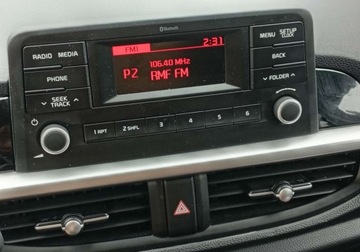 Bluetooth
RADIO MEDIA
PHONE
SEEK
TRACK
FM1 2:31
106.40 MHz
P2 RMF FM
MENU SETUP
CLOCK
BACK
FOLDER
1 RPT 2 SHFL 3 4 5 6